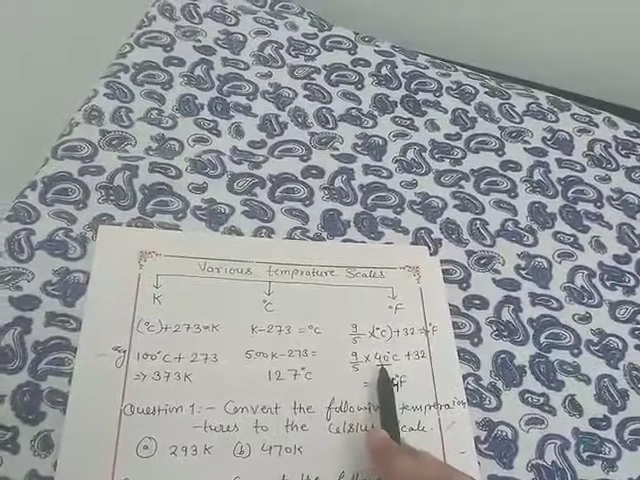 Various temprature Scales
K °C °F
(°C)+273=K K-273 =°C 9/5 ×(°C)+32=°F
eg 100°C+273 500K-273= 9/5 × 40°C +32
=> 373K 127°C = °F
Question 1:- Convert the following tempera
-tures to the Celsius scale.
(a) 293K (b) 470K